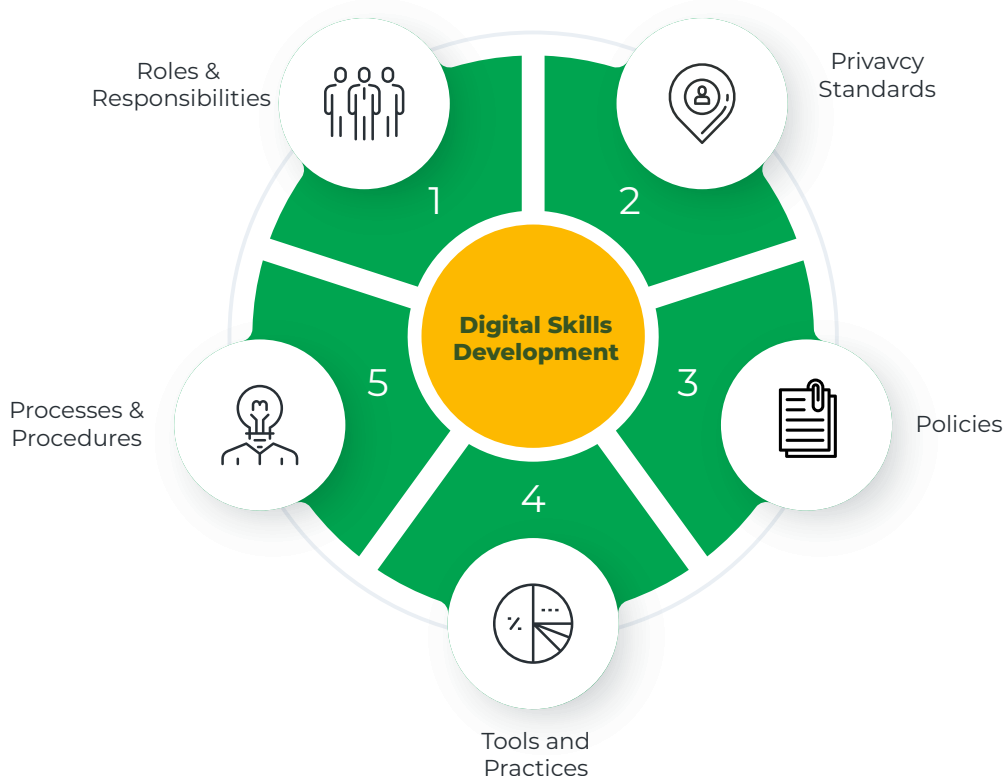 Roles &
Responsibilities
Privavcy
Standards
1
2
Digital Skills
Development
5
3
Processes &
Procedures
Policies
4
%
Tools and
Practices